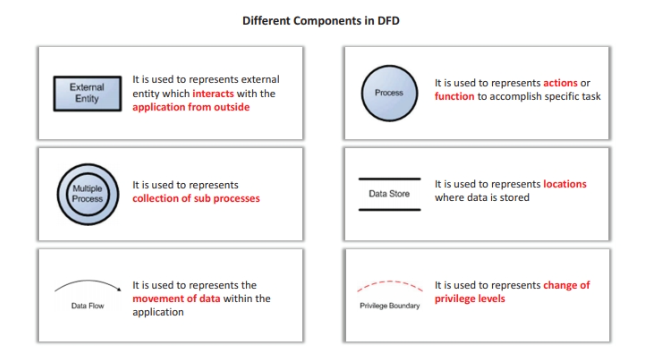 Different Components in DFD
External
Entity
It is used to represents external
entity which interacts with the
application from outside
Process
It is used to represents actions or
function to accomplish specific task
Multiple
Process
It is used to represents
collection of sub processes
Data Store
It is used to represents locations
where data is stored
Data Flow
It is used to represents the
movement of data within the
application
Privilege Boundary
It is used to represents change of
privilege levels